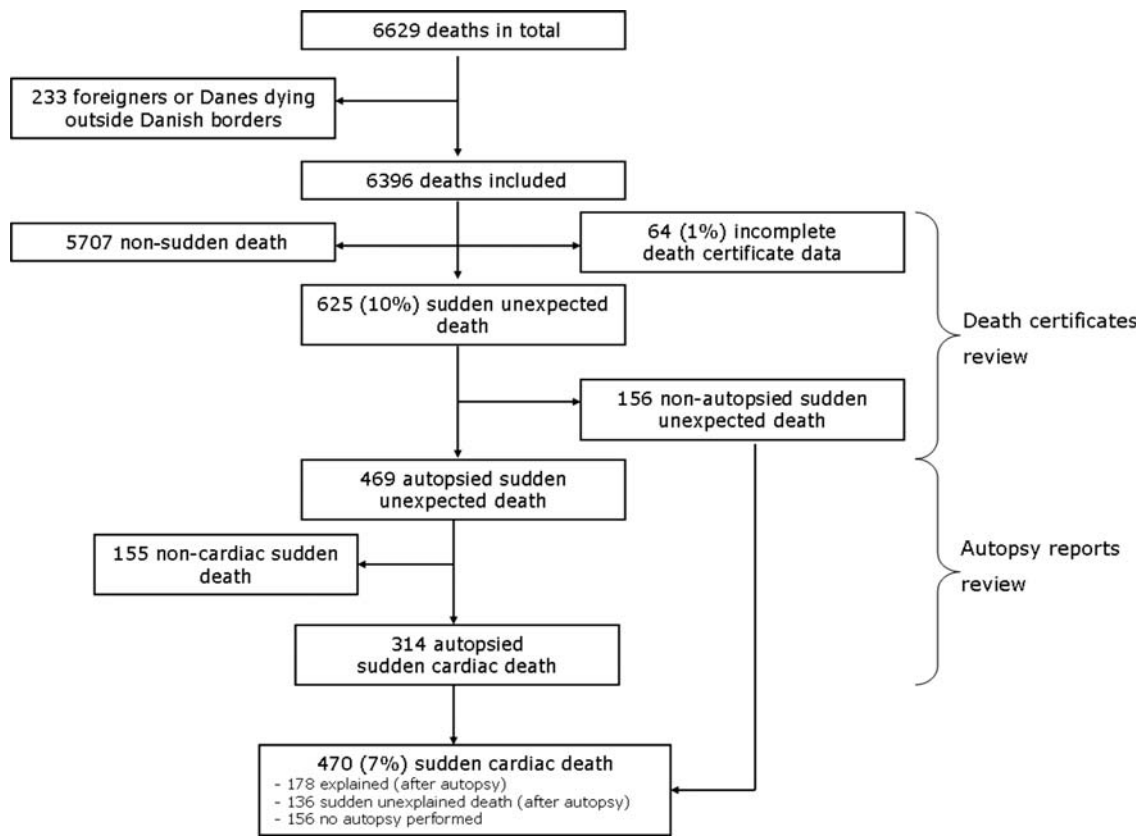 6629 deaths in total
233 foreigners or Danes dying
outside Danish borders
6396 deaths included
5707 non-sudden death
64 (1%) incomplete
death certificate data
625 (10%) sudden unexpected
death
Death certificates
review
156 non-autopsied sudden
unexpected death
469 autopsied sudden
unexpected death
155 non-cardiac sudden
death
Autopsy reports
review
314 autopsied
sudden cardiac death
470 (7%) sudden cardiac death
- 178 explained (after autopsy)
- 136 sudden unexplained death (after autopsy)
- 156 no autopsy performed